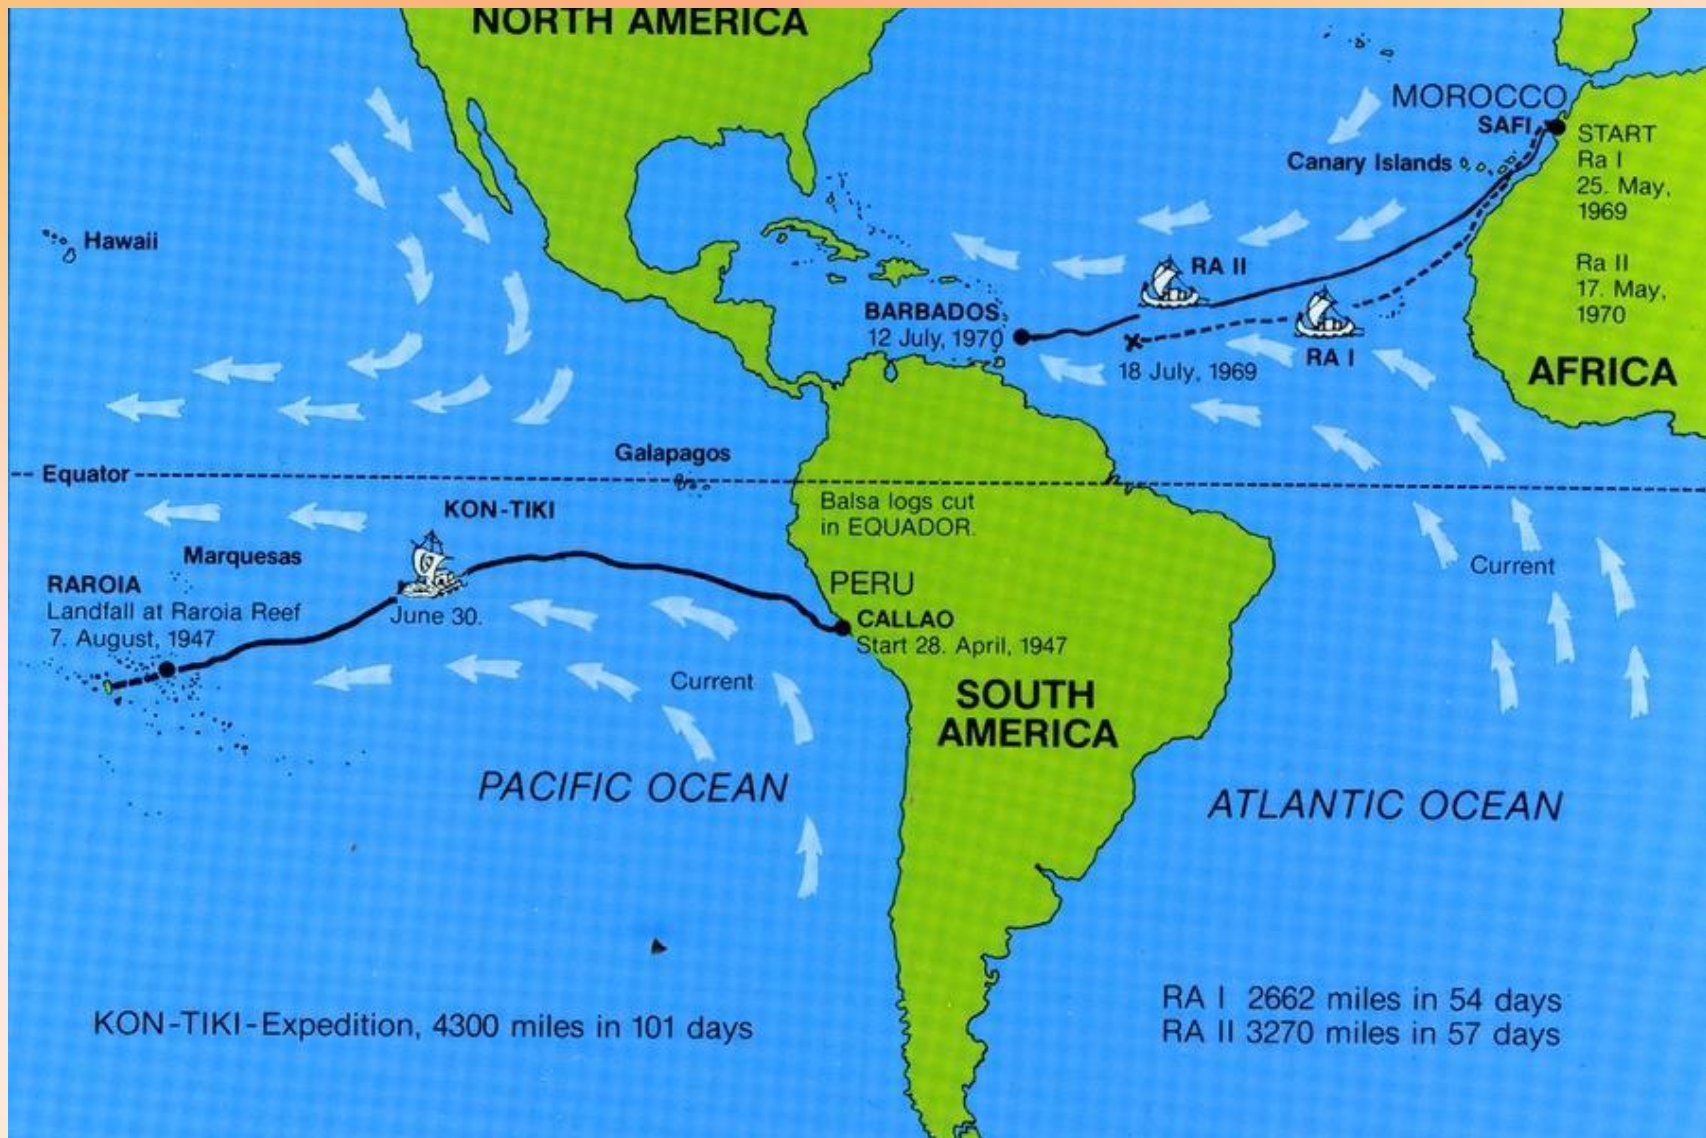 NORTH AMERICA
MOROCCO
SAFI
START
Ra I
25. May,
1969
Canary Islands
Hawaii
RA II
Ra II
17. May,
1970
BARBADOS
12 July, 1970
RA I
18 July, 1969
AFRICA
Galapagos
Equator
Balsa logs cut
in EQUADOR.
KON-TIKI
Marquesas
RAROIA
Landfall at Raroia Reef
7. August, 1947
June 30.
PERU
CALLAO
Start 28. April, 1947
Current
Current
SOUTH
AMERICA
PACIFIC OCEAN
ATLANTIC OCEAN
KON-TIKI-Expedition, 4300 miles in 101 days
RA I 2662 miles in 54 days
RA II 3270 miles in 57 days